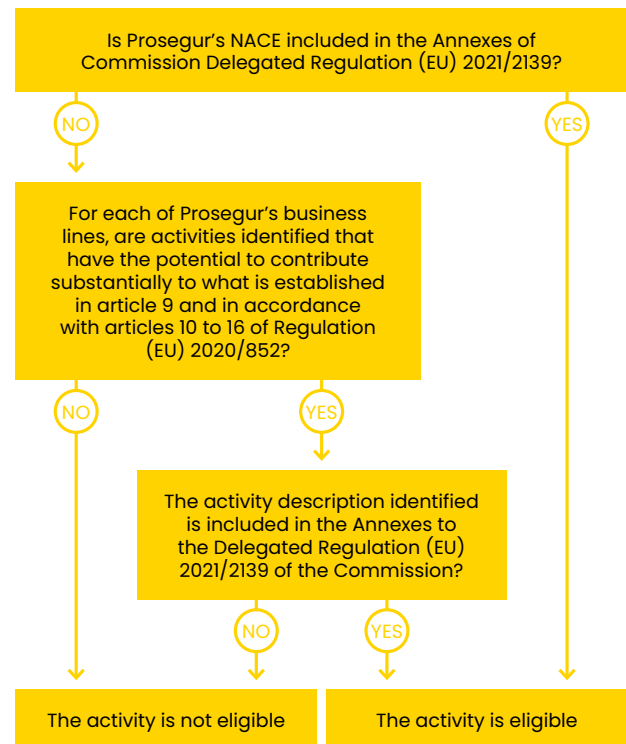 Is Prosegur's NACE included in the Annexes of
Commission Delegated Regulation (EU) 2021/2139?
NO
YES
For each of Prosegur's business
lines, are activities identified that
have the potential to contribute
substantially to what is established
in article 9 and in accordance
with articles 10 to 16 of Regulation
(EU) 2020/852?
NO
YES
The activity description identified
is included in the Annexes to
the Delegated Regulation (EU)
2021/2139 of the Commission?
NO
YES
The activity is not eligible
The activity is eligible